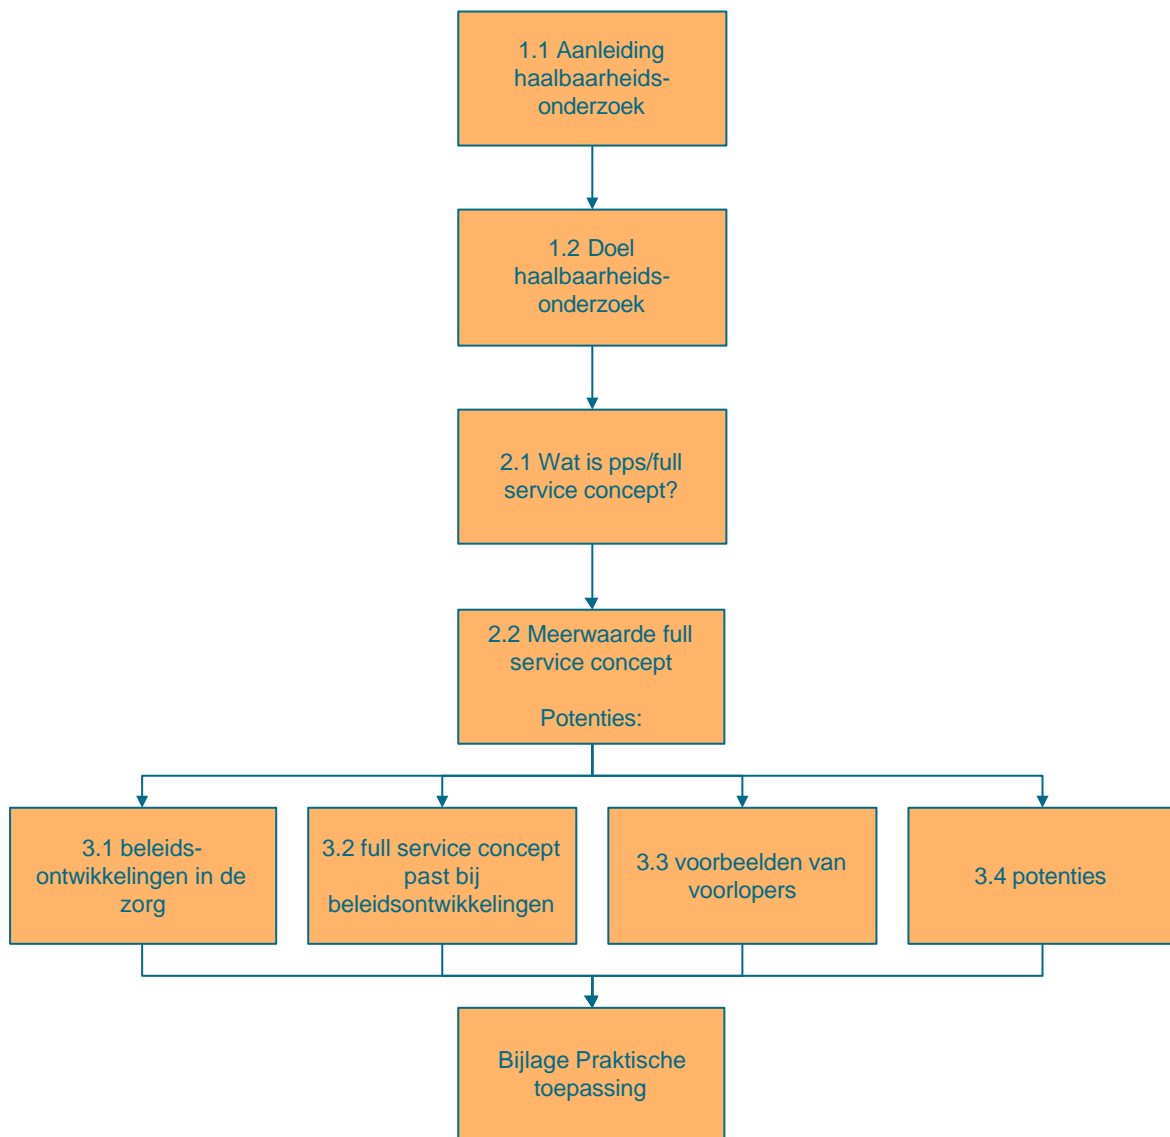 1.1 Aanleiding
haalbaarheids-
onderzoek
1.2 Doel
haalbaarheids-
onderzoek
2.1 Wat is pps/full
service concept?
2.2 Meerwaarde full
service concept
Potenties:
3.1 beleids-
ontwikkelingen in de
zorg
3.2 full service concept
past bij
beleidsontwikkelingen
3.3 voorbeelden van
voorlopers
3.4 potenties
Bijlage Praktische
toepassing